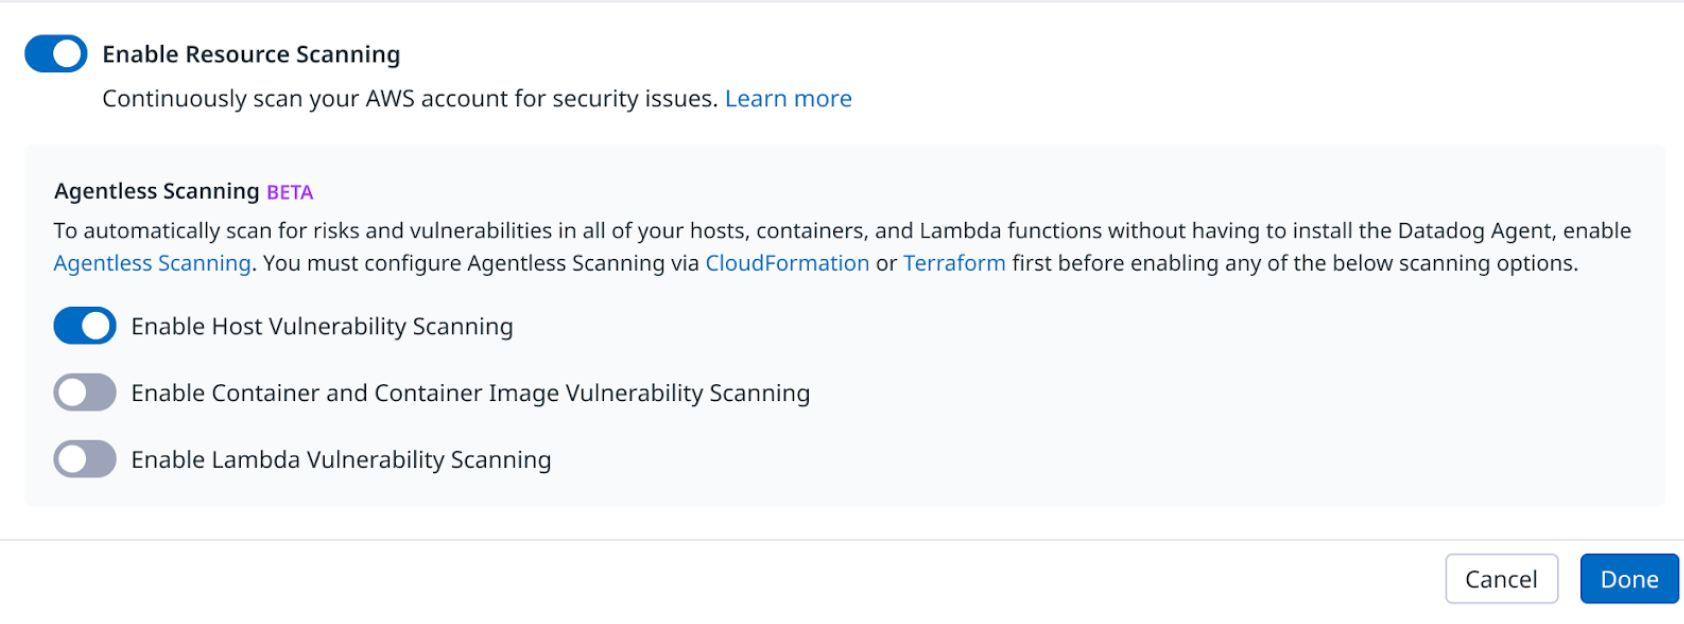 Enable Resource Scanning
Continuously scan your AWS account for security issues. Learn more
Agentless Scanning BETA
To automatically scan for risks and vulnerabilities in all of your hosts, containers, and Lambda functions without having to install the Datadog Agent, enable
Agentless Scanning. You must configure Agentless Scanning via CloudFormation or Terraform first before enabling any of the below scanning options.
Enable Host Vulnerability Scanning
Enable Container and Container Image Vulnerability Scanning
Enable Lambda Vulnerability Scanning
Cancel Done